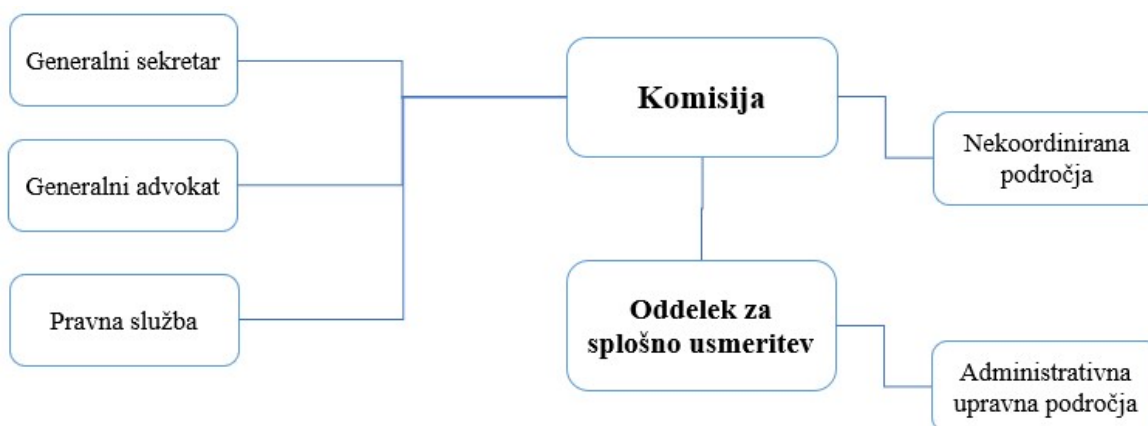 Generalni sekretar
Generalni advokat
Pravna služba
Komisija
Nekoordinirana
področja
Oddelek za
splošno usmeritev
Administrativna
upravna področja